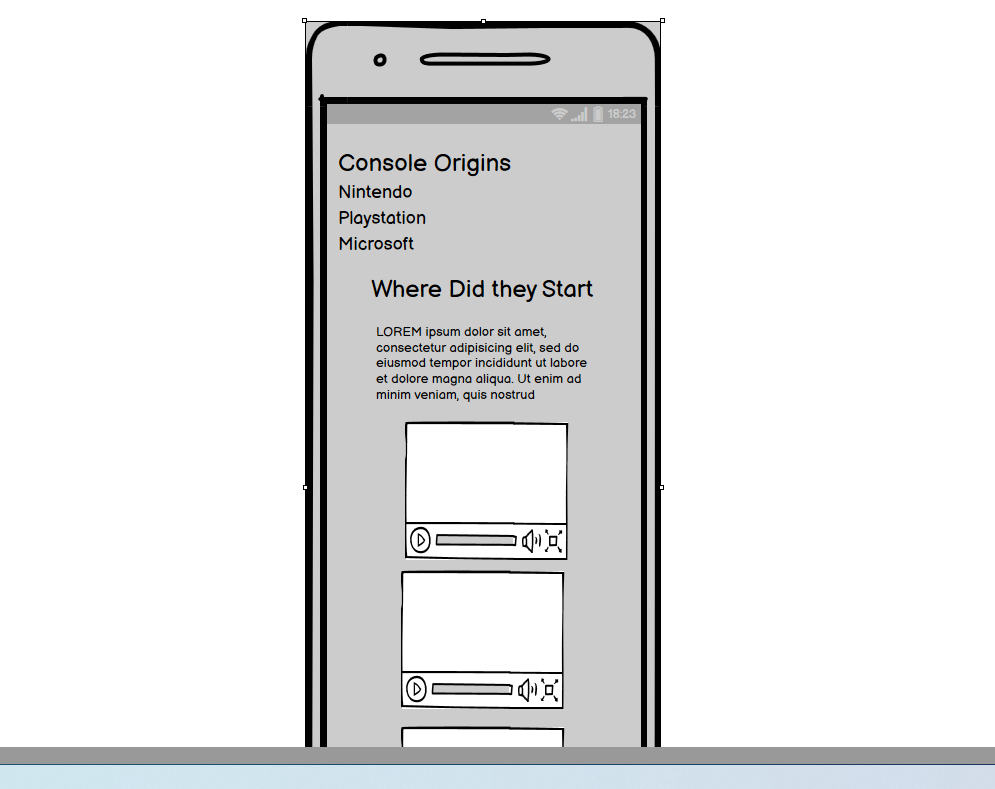 18:23
Console Origins
Nintendo
Playstation
Microsoft
Where Did they Start
LOREM ipsum dolor sit amet,
consectetur adipisicing elit, sed do
eiusmod tempor incididunt ut labore
et dolore magna aliqua. Ut enim ad
minim veniam, quis nostrud